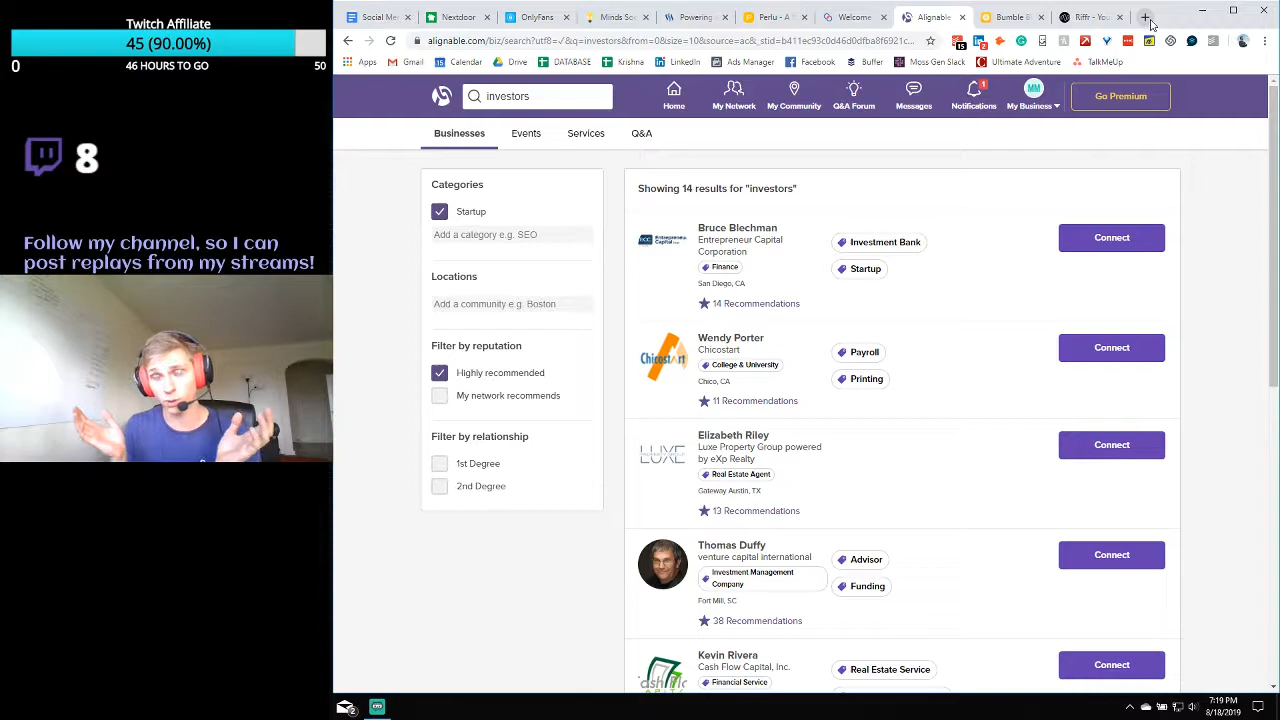 Twitch Affiliate
45 (90.00%)
0 46 HOURS TO GO 50
8
Follow my channel, so I can
post replays from my streams!
Social Me
Nextdoor
OnlyFans
Minds Soc
Powering
Perlu -
Welcome
Alignable
Bumble B
Riffr - You
alignable.com/biz/search?utf8=✓&query=investors&from=0&size=10&source=ac&_stid=b411ec93cd6bd46d0fba8f6921c...
Apps
Gmail
Calendar
Drive
DATABASE
Krishna
LinkedIn
Ad Manager
Facebook
Buffer
Moss Gen Slack
Ultimate Adventure
TalkMeUp
investors
Home
My Network
My Community
Q&A Forum
Messages
1
Notifications
MM
My Business
Go Premium
Businesses
Events
Services
Q&A
Categories
Startup
Add a category e.g. SEO
Locations
Add a community e.g. Boston
Filter by reputation
Highly recommended
My network recommends
Filter by relationship
1st Degree
2nd Degree
Showing 14 results for "investors"
Bruce Blechman
Entrepreneur Capital
Corporation
Finance
San Diego, CA
14 Recommendations
Investment Bank
Startup
Connect
Chicostart
Wendy Porter
Chicostart
College & University
Chico, CA
11 Recommendations
Payroll
Printing
Connect
LUXE
Elizabeth Riley
Luxe Property Group powered
by eXp Realty
Real Estate Agent
Gateway Austin, TX
13 Recommendations
Connect
Thomas Duffy
venture capital international
Investment Management
Company
Fort Mill, SC
38 Recommendations
Advisor
Funding
Connect
Kevin Rivera
Cash Flow Capital, Inc.
Financial Service
Real Estate Service
Connect
7:19 PM
8/18/2019